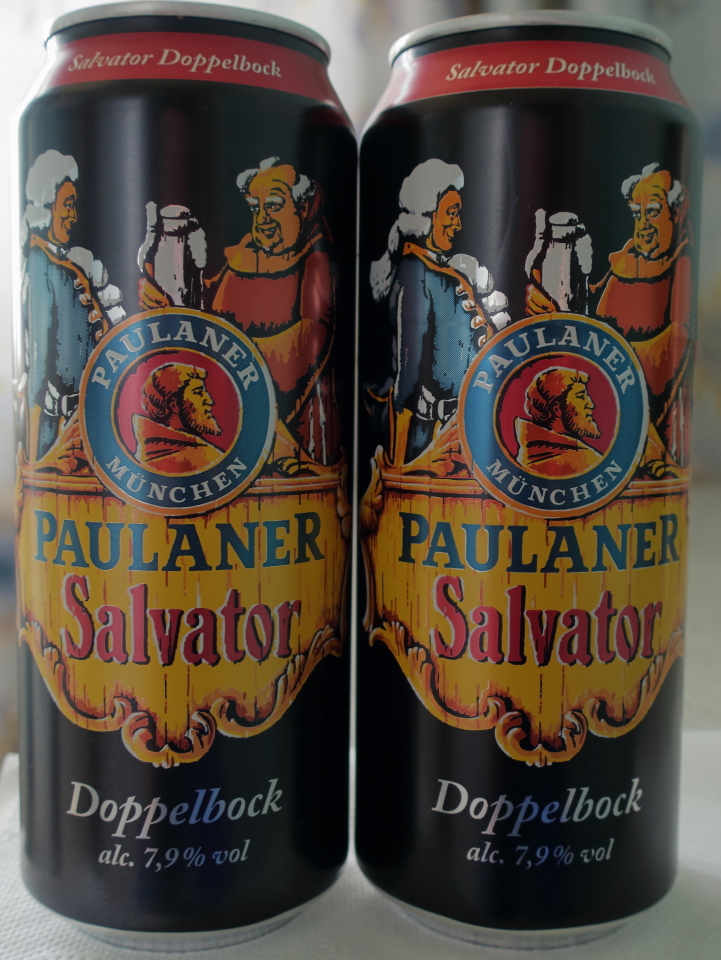 Salvator Doppelbock
PAULANER
MÜNCHEN
PAULANER
Salvator
Doppelbock
alc. 7,9% vol
Salvator Doppelbock
PAULANER
MÜNCHEN
PAULANER
Salvator
Doppelbock
alc. 7,9% vol